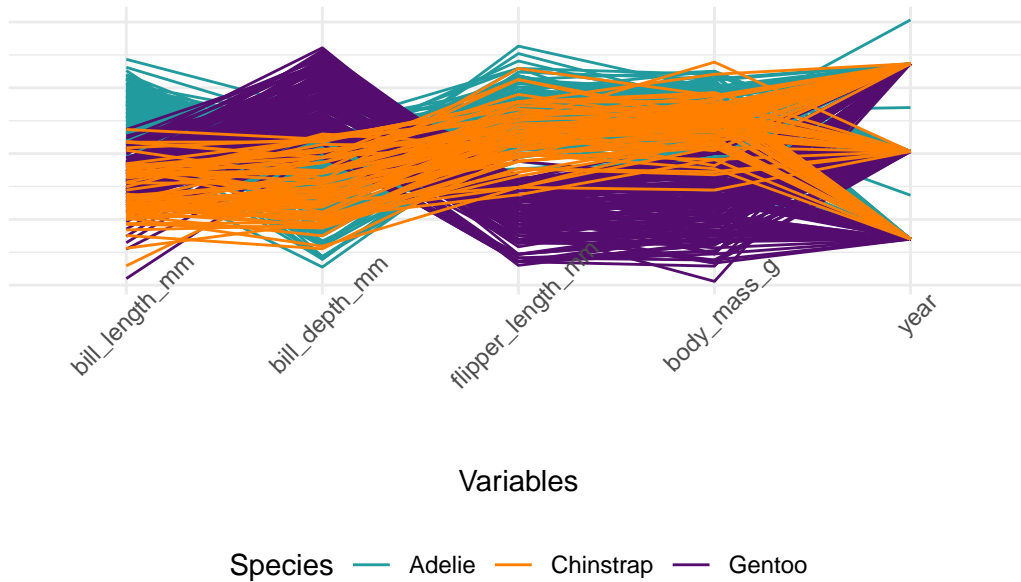 bill_length_mm
bill_depth_mm
flipper_length_mm
body_mass_g
year
Variables
Species Adelie Chinstrap Gentoo